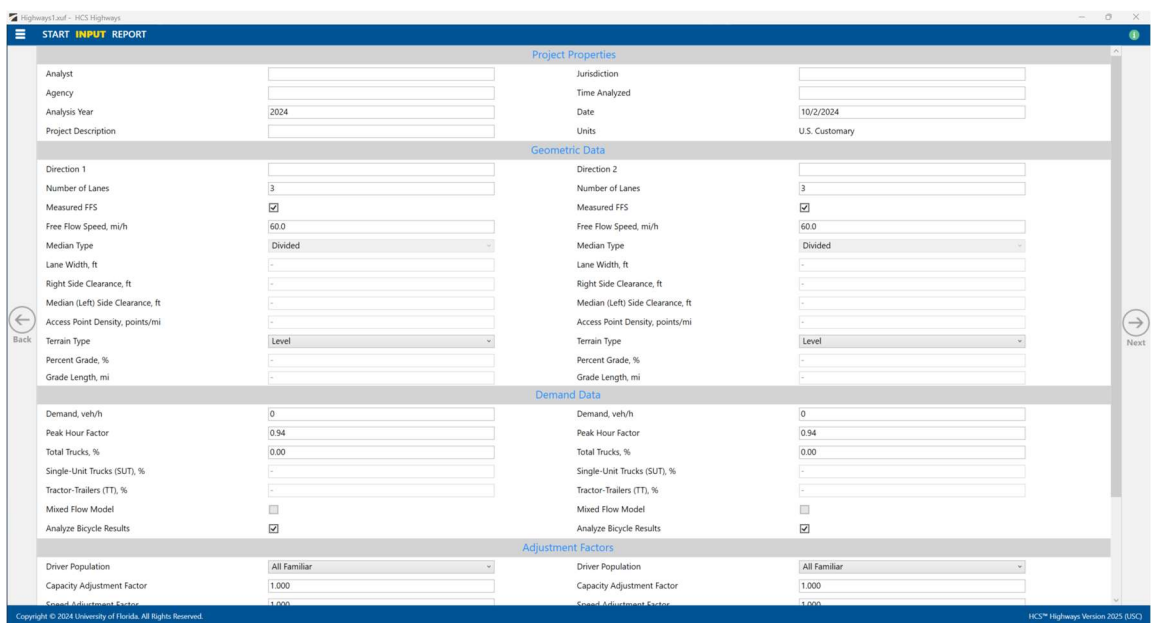 Highways1.xuf - HCS Highways
START INPUT REPORT
Project Properties
Analyst Jurisdiction
Agency Time Analyzed
Analysis Year 2024 Date 10/2/2024
Project Description Units U.S. Customary
Geometric Data
Direction 1 Direction 2
Number of Lanes 3 Number of Lanes 3
Measured FFS Measured FFS
Free Flow Speed, mi/h 60.0 Free Flow Speed, mi/h 60.0
Median Type Divided Median Type Divided
Lane Width, ft - Lane Width, ft -
Right Side Clearance, ft - Right Side Clearance, ft -
Median (Left) Side Clearance, ft - Median (Left) Side Clearance, ft -
Access Point Density, points/mi - Access Point Density, points/mi -
Back Terrain Type Level Terrain Type Level Next
Percent Grade, % - Percent Grade, % -
Grade Length, mi - Grade Length, mi -
Demand Data
Demand, veh/h 0 Demand, veh/h 0
Peak Hour Factor 0.94 Peak Hour Factor 0.94
Total Trucks, % 0.00 Total Trucks, % 0.00
Single-Unit Trucks (SUT), % - Single-Unit Trucks (SUT), % -
Tractor-Trailers (TT), % - Tractor-Trailers (TT), % -
Mixed Flow Model Mixed Flow Model
Analyze Bicycle Results Analyze Bicycle Results
Adjustment Factors
Driver Population All Familiar Driver Population All Familiar
Capacity Adjustment Factor 1.000 Capacity Adjustment Factor 1.000
Speed Adjustment Factor 1.000 Speed Adjustment Factor 1.000
Copyright © 2024 University of Florida. All Rights Reserved. HCS™ Highways Version 2025 (USC)